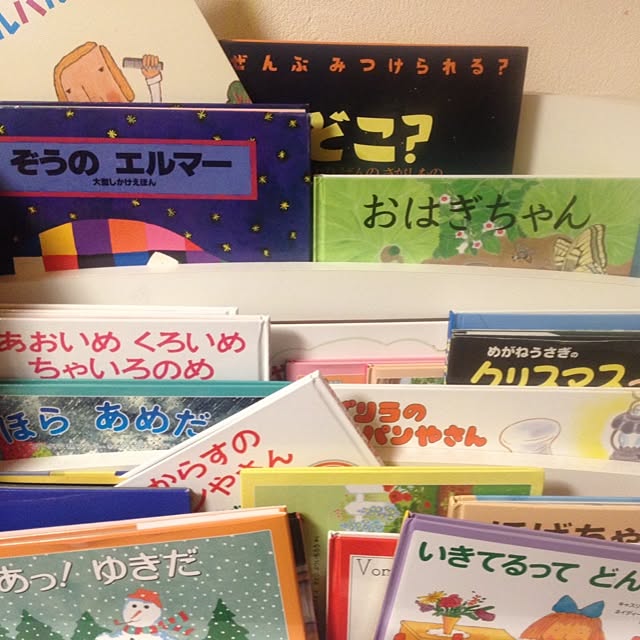 ぜんぶ みつけられる?
どこ?
ぞうの エルマー
大型しかけえほん
おはぎちゃん
あおいめ くろいめ
ちゃいろのめ
めがねうさぎの
クリスマス
ほら あめだ
リラの
パンやさん
からすの
ンやさん
あっ! ゆきだ
いきてるって どん